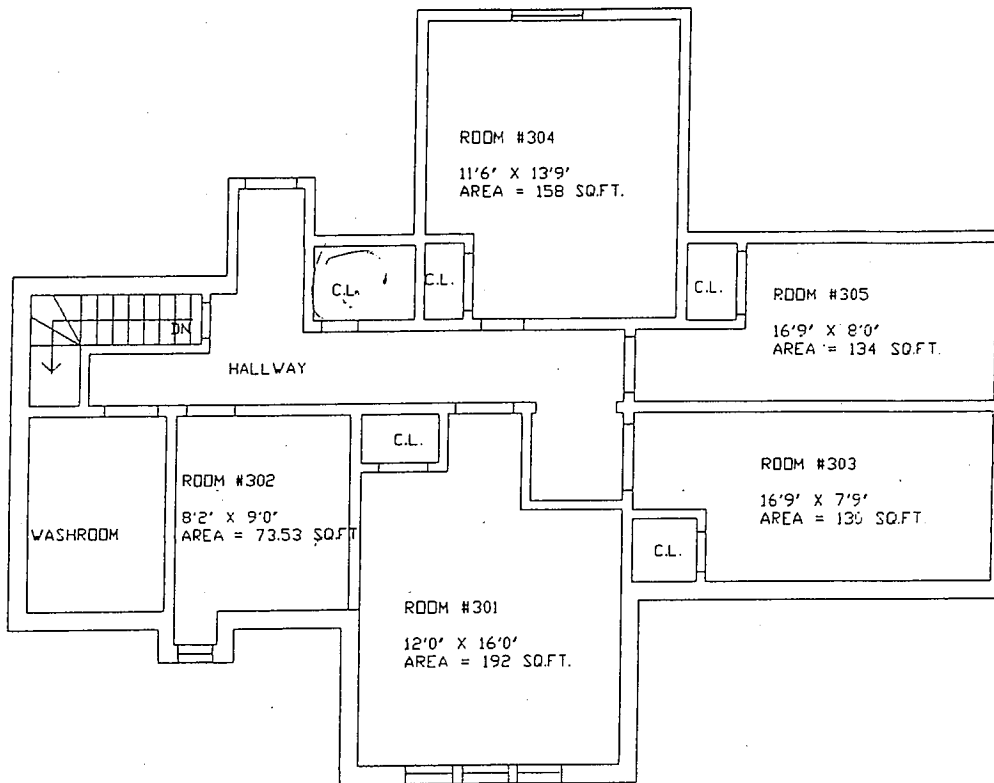 ROOM #304
11'6' X 13'9'
AREA = 158 SQ.FT.
C.L.
C.L.
C.L.
ROOM #305
16'9' X 8'0'
AREA = 134 SQ.FT.
DN
HALLWAY
C.L.
ROOM #302
8'2' X 9'0'
AREA = 73.53 SQ.FT
WASHROOM
ROOM #303
16'9' X 7'9'
AREA = 130 SQ.FT.
C.L.
ROOM #301
12'0' X 16'0'
AREA = 192 SQ.FT.